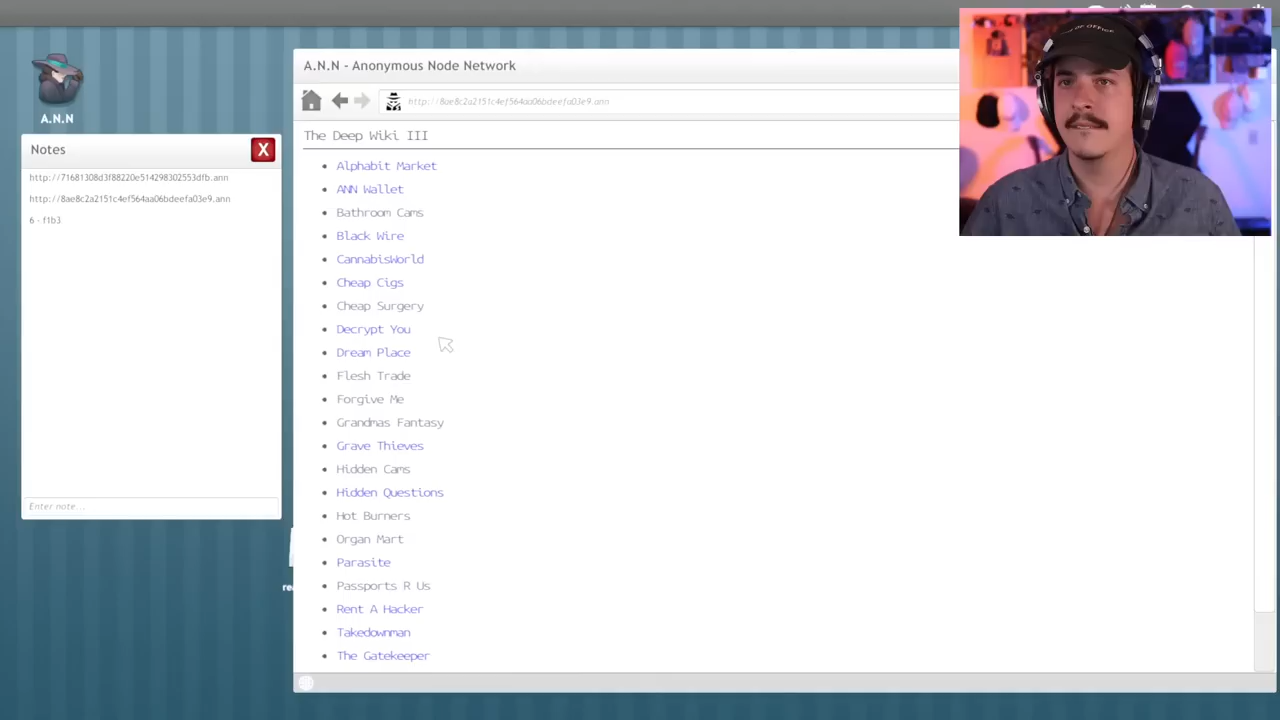 A.N.N
Notes
X
http://71681308d3f88220e514298302553dfb.ann
http://8ae8c2a2151c4ef564aa06bdeefa03e9.ann
6 - f1b3
Enter note...
A.N.N - Anonymous Node Network
http://8ae8c2a2151c4ef564aa06bdeefa03e9.ann
The Deep Wiki III
Alphabit Market
ANN Wallet
Bathroom Cams
Black Wire
CannabisWorld
Cheap Cigs
Cheap Surgery
Decrypt You
Dream Place
Flesh Trade
Forgive Me
Grandmas Fantasy
Grave Thieves
Hidden Cams
Hidden Questions
Hot Burners
Organ Mart
Parasite
Passports R Us
Rent A Hacker
Takedownman
The Gatekeeper